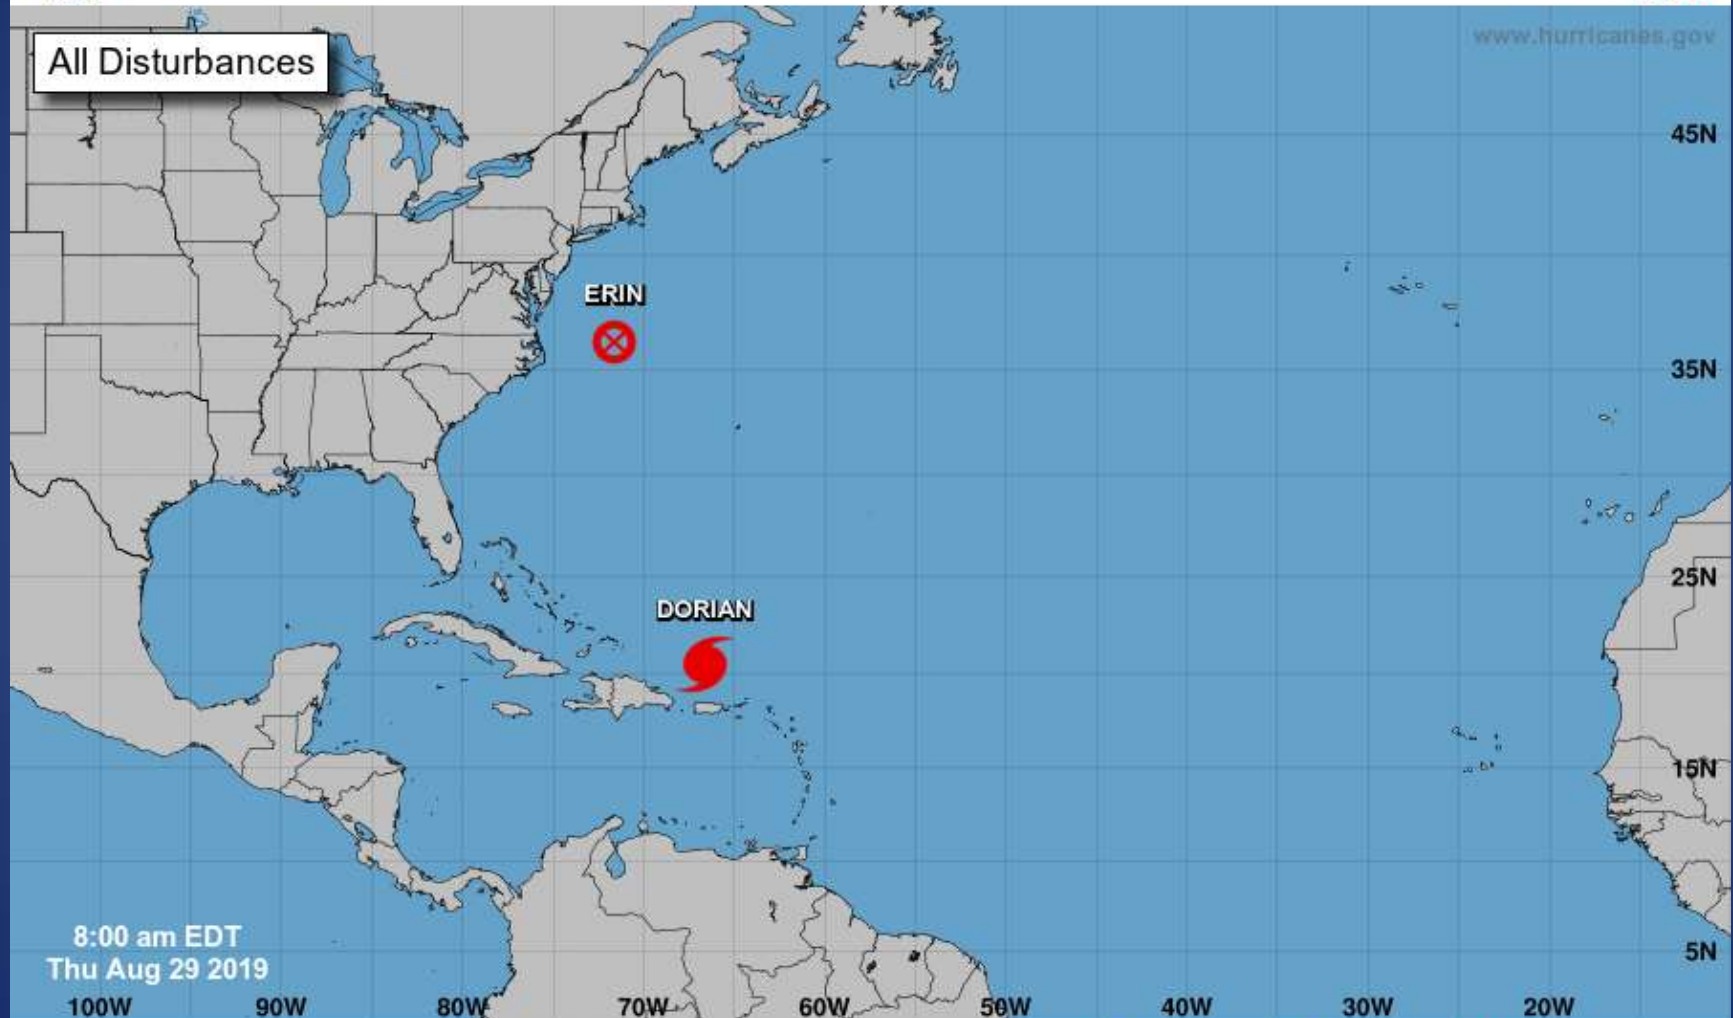 All Disturbances
www.hurricanes.gov
45N
ERIN
35N
25N
DORIAN
15N
8:00 am EDT
Thu Aug 29 2019
5N
100W 90W 80W 70W 60W 50W 40W 30W 20W